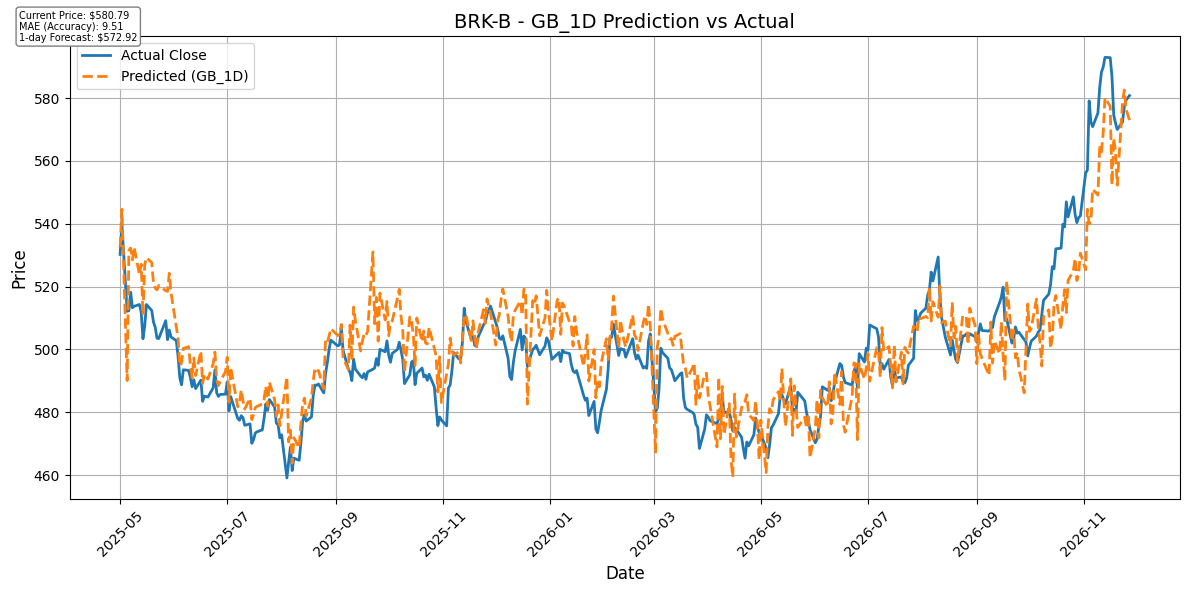 BRK-B - GB_1D Prediction vs Actual
Current Price: $580.79
MAE (Accuracy): 9.51
1-day Forecast: $572.92
Actual Close
Predicted (GB_1D)
Price
580
560
540
520
500
480
460
2025-05
2025-07
2025-09
2025-11
2026-01
2026-03
2026-05
2026-07
2026-09
2026-11
Date